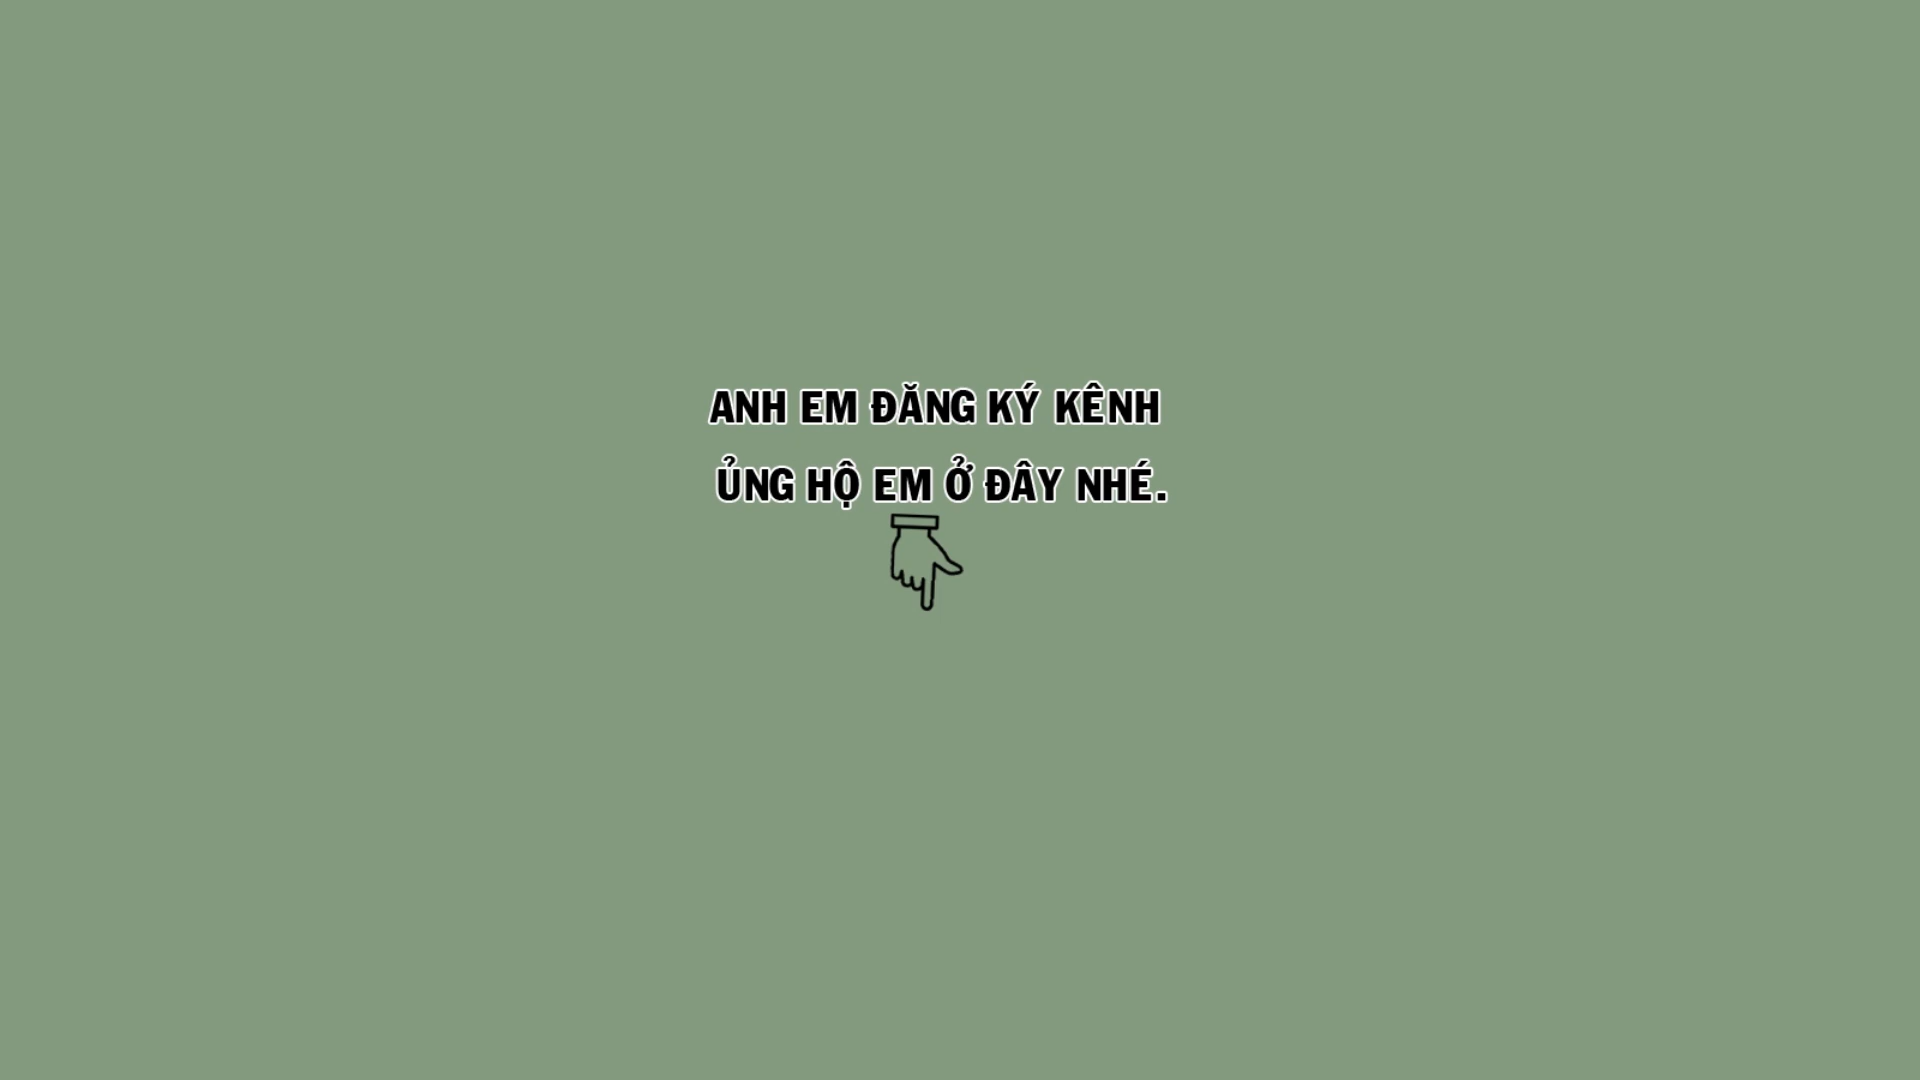 ANH EM ĐĂNG KÝ KÊNH
ỦNG HỘ EM Ở ĐÂY NHÉ.